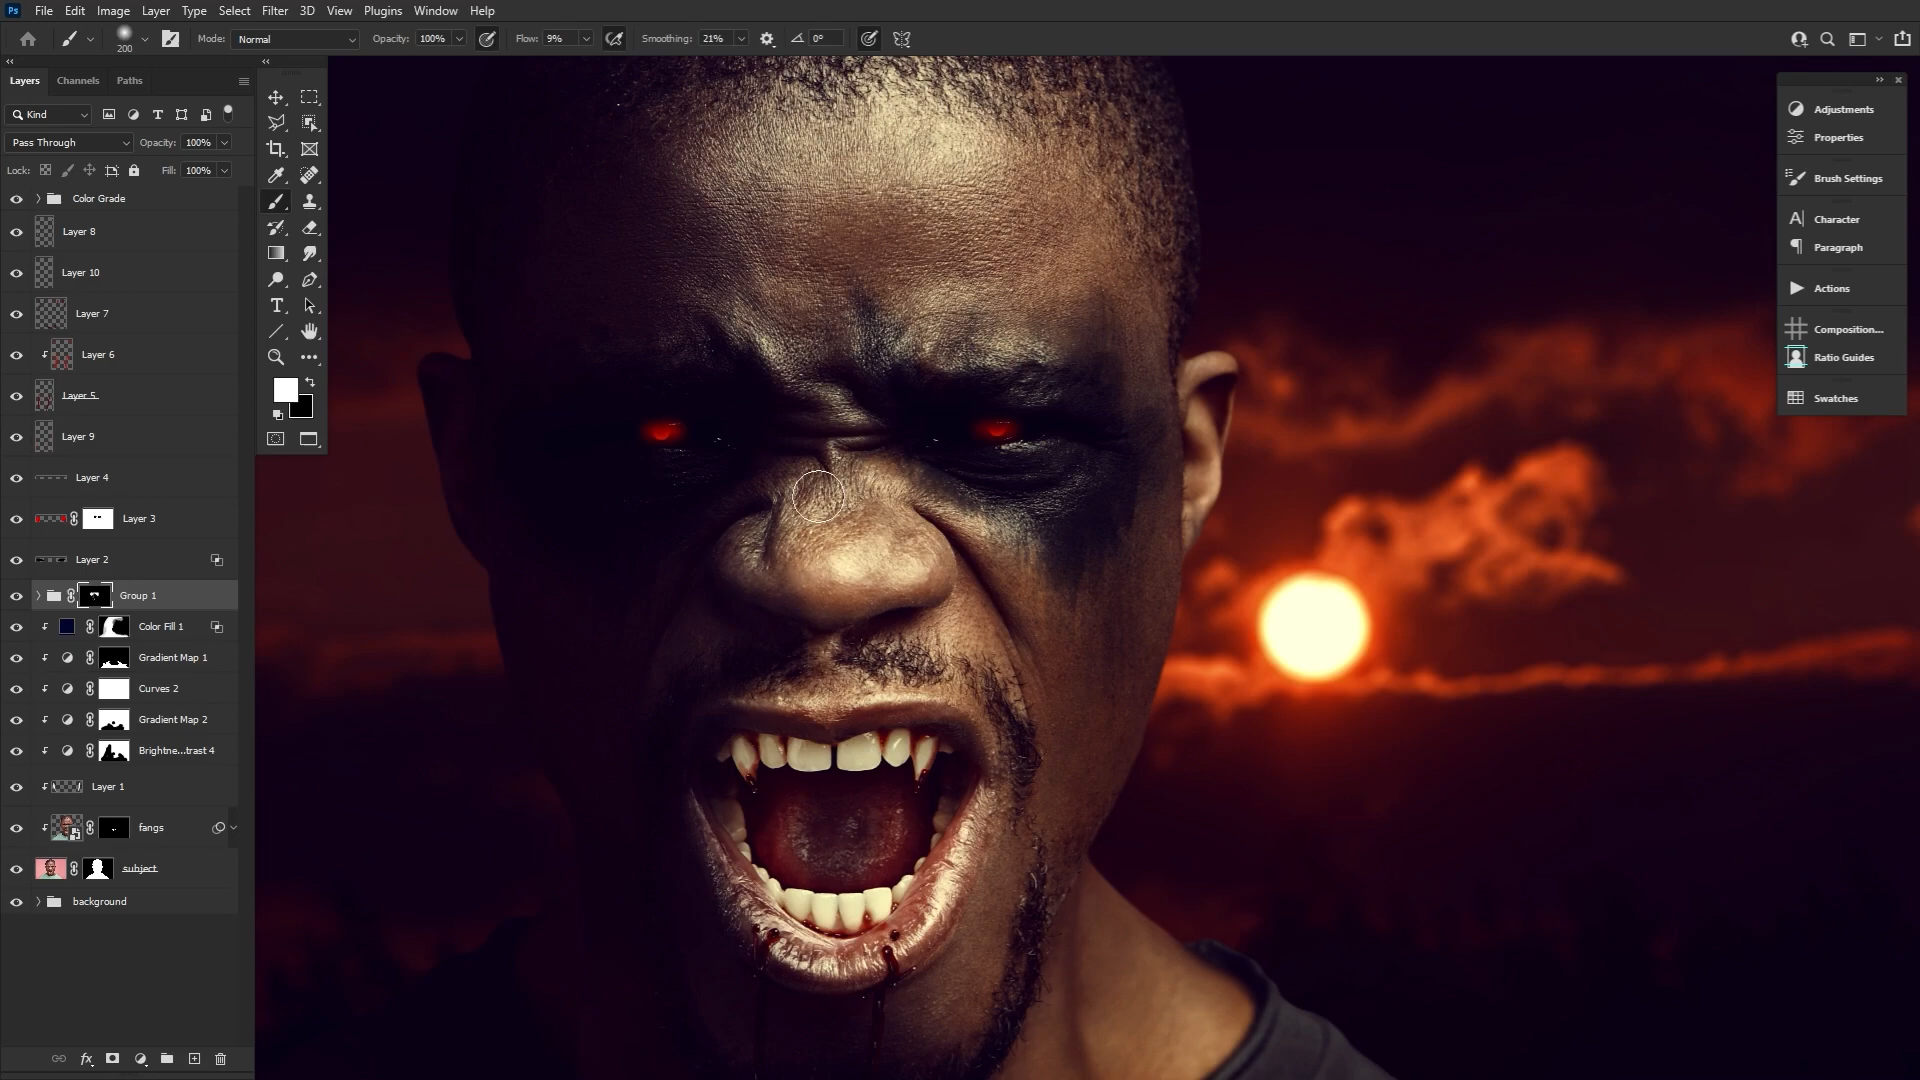 Ps File Edit Image Layer Type Select Filter 3D View Plugins Window Help
200 Mode: Normal Opacity: 100% Flow: 9% Smoothing: 21% 0°
Layers Channels Paths
Kind
Pass Through Opacity: 100%
Lock: Fill: 100%
Color Grade
Layer 8
Layer 10
Layer 7
Layer 6
Layer 5
Layer 9
Layer 4
Layer 3
Layer 2
Group 1
Color Fill 1
Gradient Map 1
Curves 2
Gradient Map 2
Brightne...trast 4
Layer 1
fangs
subject
background
fx
Adjustments
Properties
Brush Settings
Character
Paragraph
Actions
Composition...
Ratio Guides
Swatches